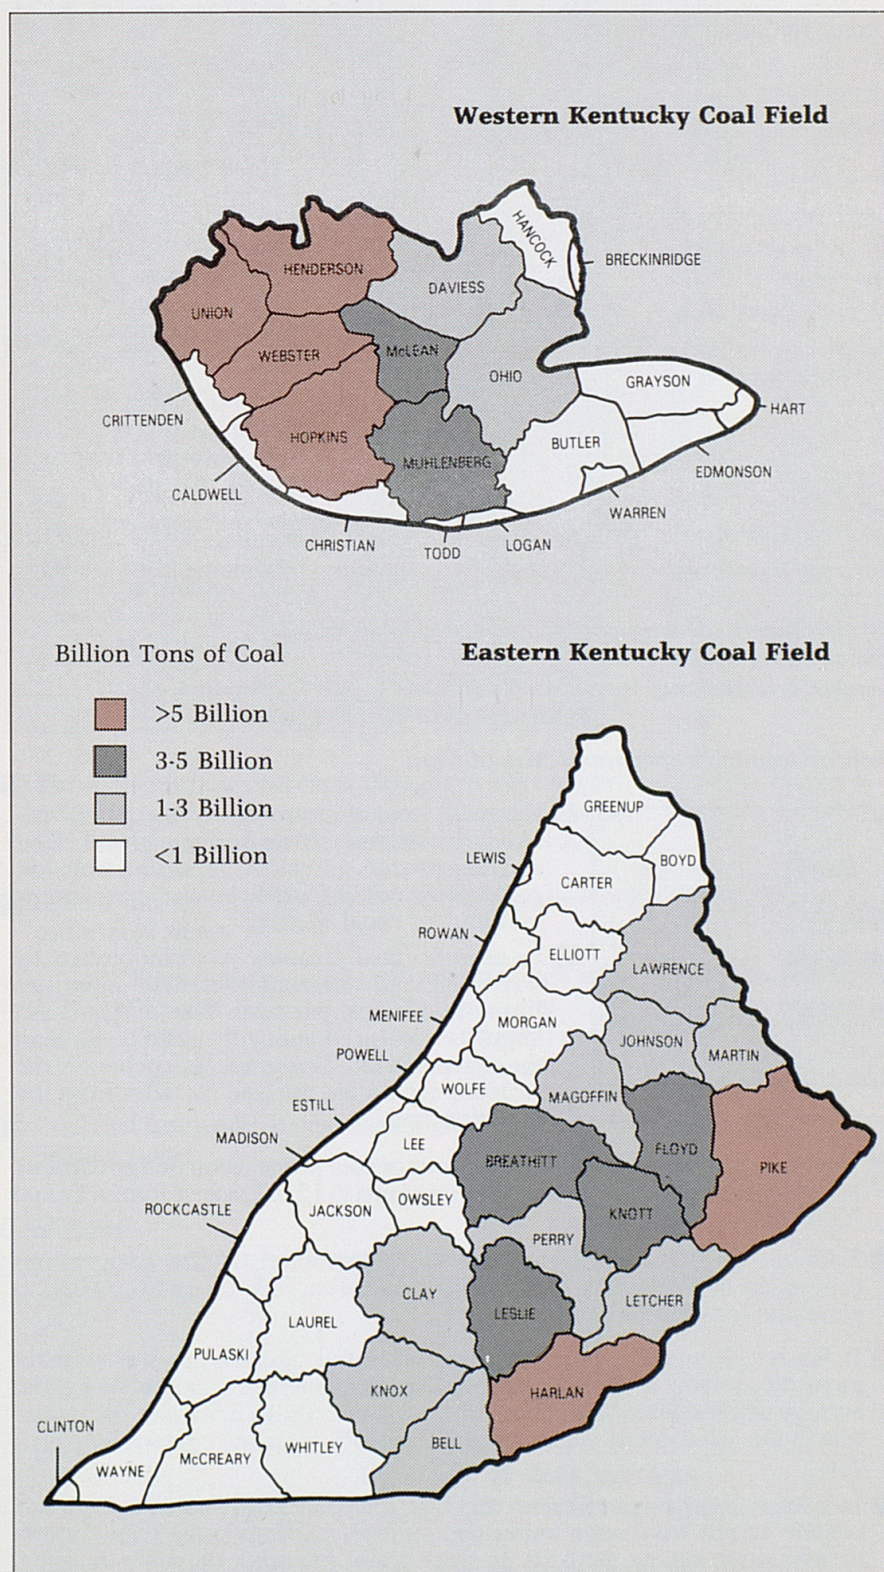 Western Kentucky Coal Field
HANCOCK
BRECKINRIDGE
HENDERSON
DAVIESS
UNION
McLEAN
WEBSTER
OHIO
GRAYSON
HART
CRITTENDEN
HOPKINS
BUTLER
MUHLENBERG
EDMONSON
CALDWELL
WARREN
CHRISTIAN
TODD
LOGAN
Billion Tons of Coal
>5 Billion
3-5 Billion
1-3 Billion
<1 Billion
Eastern Kentucky Coal Field
GREENUP
LEWIS
BOYD
CARTER
ROWAN
ELLIOTT
LAWRENCE
MENIFEE
MORGAN
JOHNSON
POWELL
MARTIN
WOLFE
MAGOFFIN
ESTILL
MADISON
LEE
BREATHITT
FLOYD
PIKE
ROCKCASTLE
JACKSON
OWSLEY
KNOTT
PERRY
CLAY
LETCHER
LAUREL
LESLIE
PULASKI
KNOX
HARLAN
CLINTON
BELL
WHITLEY
McCREARY
WAYNE